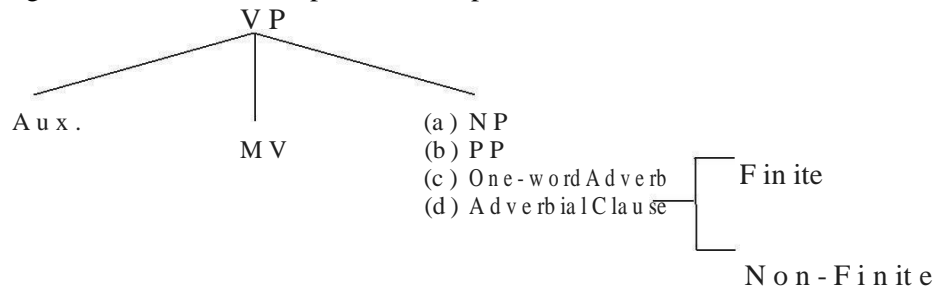 VP
Aux.
MV
(a) NP
(b) PP
(c) One-word Adverb
(d) Adverbial Clause
Finite
Non-Finite